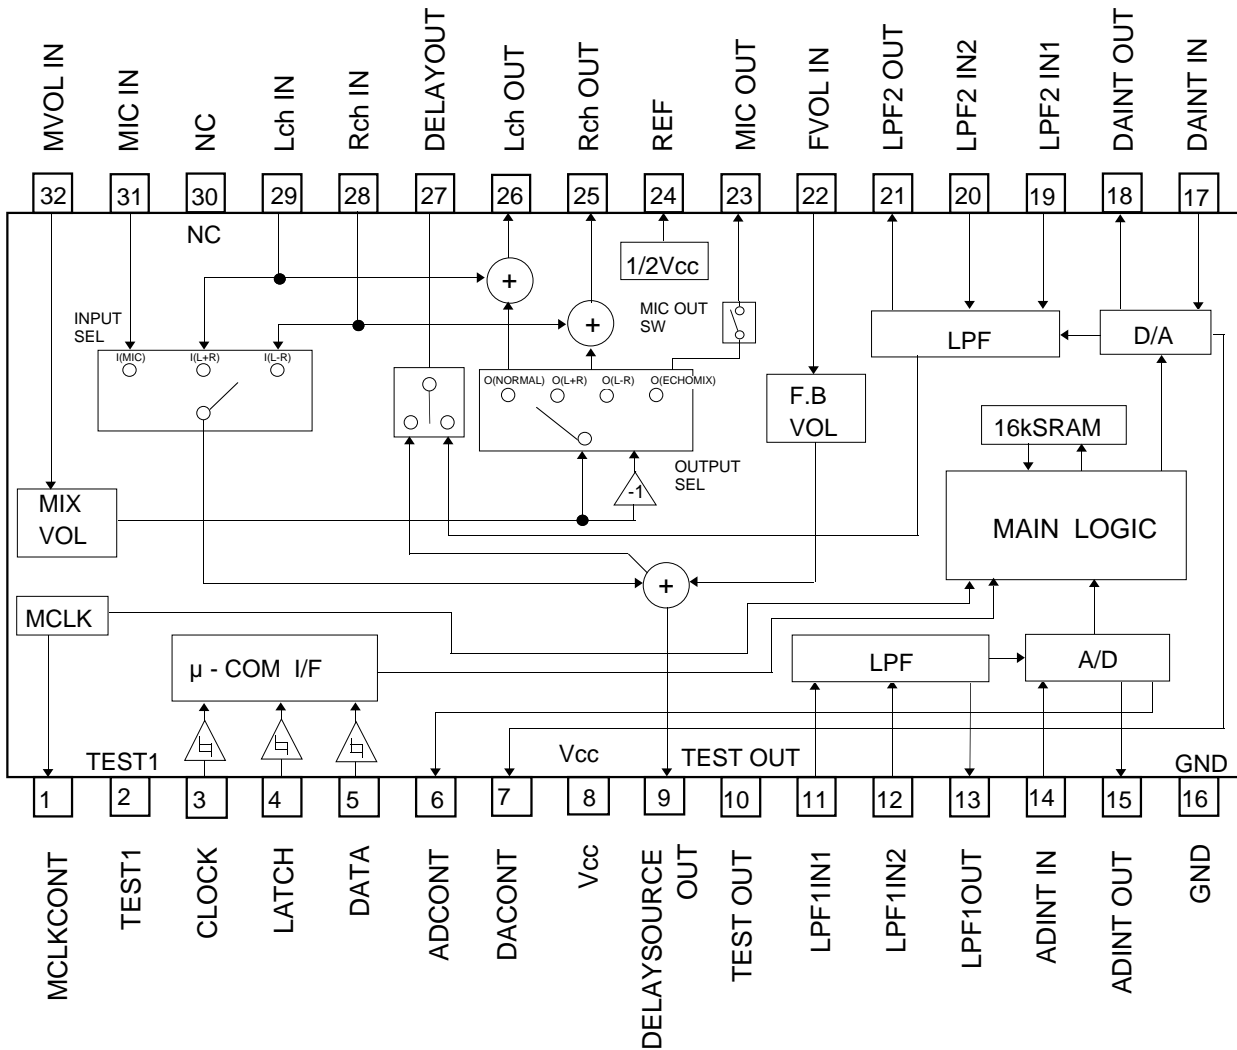 MVOL IN
MIC IN
NC
Lch IN
Rch IN
DELAYOUT
Lch OUT
Rch OUT
REF
MIC OUT
FVOL IN
LPF2 OUT
LPF2 IN2
LPF2 IN1
DAINT OUT
DAINT IN
32 31 30 29 28 27 26 25 24 23 22 21 20 19 18 17
NC
1/2Vcc
+
+
MIC OUT
SW
INPUT
SEL
I(MIC) I(L+R) I(L-R)
O(NORMAL) O(L+R) O(L-R) O(ECHOMIX)
LPF
D/A
F.B
VOL
16kSRAM
OUTPUT
SEL
-1
MIX
VOL
MAIN LOGIC
+
MCLK
µ - COM I/F
LPF
A/D
TEST1
Vcc
TEST OUT
GND
1 2 3 4 5 6 7 8 9 10 11 12 13 14 15 16
MCLKCONT
TEST1
CLOCK
LATCH
DATA
ADCONT
DACONT
Vcc
DELAYSOURCE
OUT
TEST OUT
LPF1IN1
LPF1IN2
LPF1OUT
ADINT IN
ADINT OUT
GND